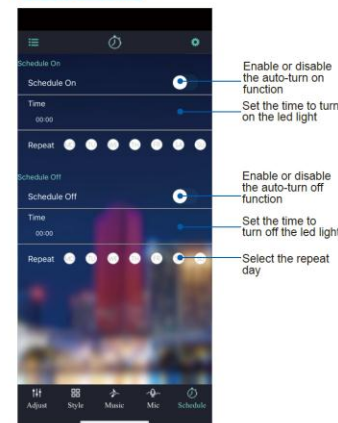 Schedule On
Schedule On
Enable or disable
the auto-turn on
function
Time
00:00
Set the time to turn
on the led light
Repeat
Schedule Off
Schedule Off
Enable or disable
the auto-turn off
function
Time
00:00
Set the time to
turn off the led light
Repeat
Select the repeat
day
Adjust Style Music Mic Schedule